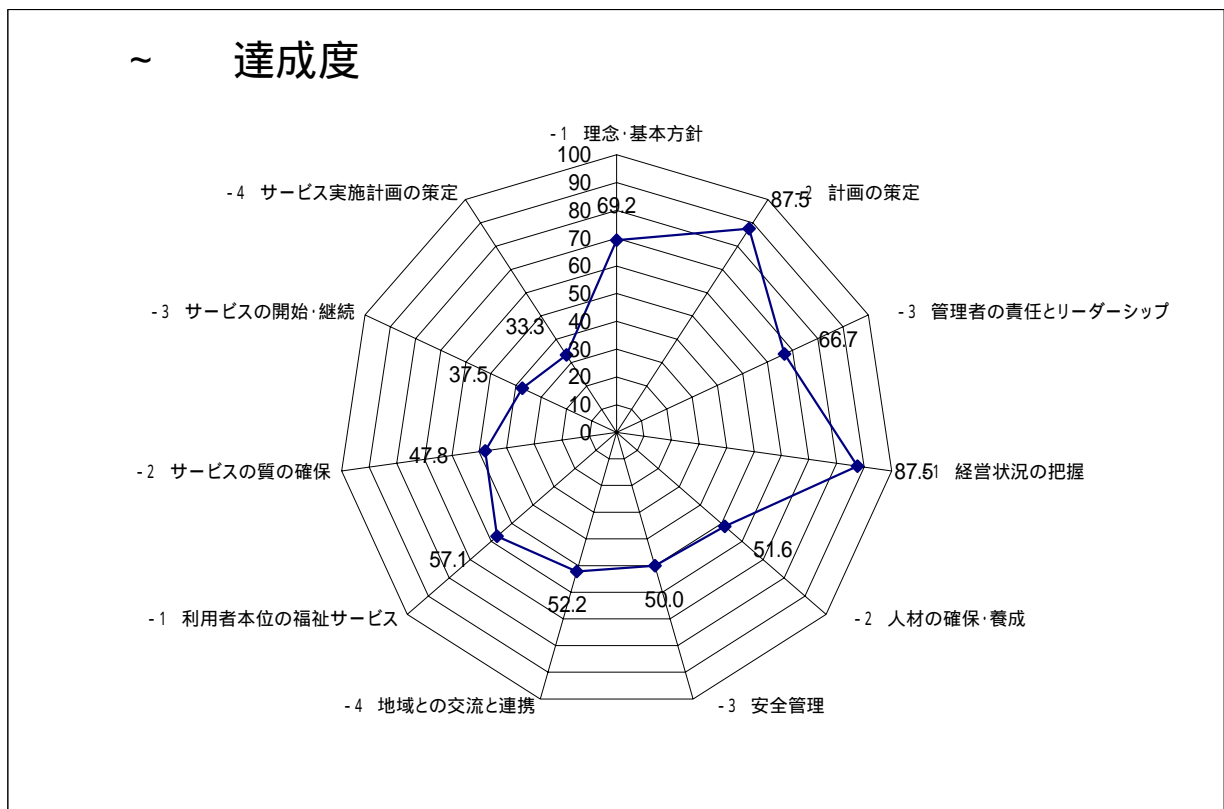 ~ 達成度
-1 理念・基本方針
-2 計画の策定
-3 管理者の責任とリーダーシップ
-1 経営状況の把握
-2 人材の確保・養成
-3 安全管理
-4 地域との交流と連携
-1 利用者本位の福祉サービス
-2 サービスの質の確保
-3 サービスの開始・継続
-4 サービス実施計画の策定
100
90
80
70
60
50
40
30
20
10
0
69.2
87.5
66.7
87.5
51.6
50.0
52.2
57.1
47.8
37.5
33.3